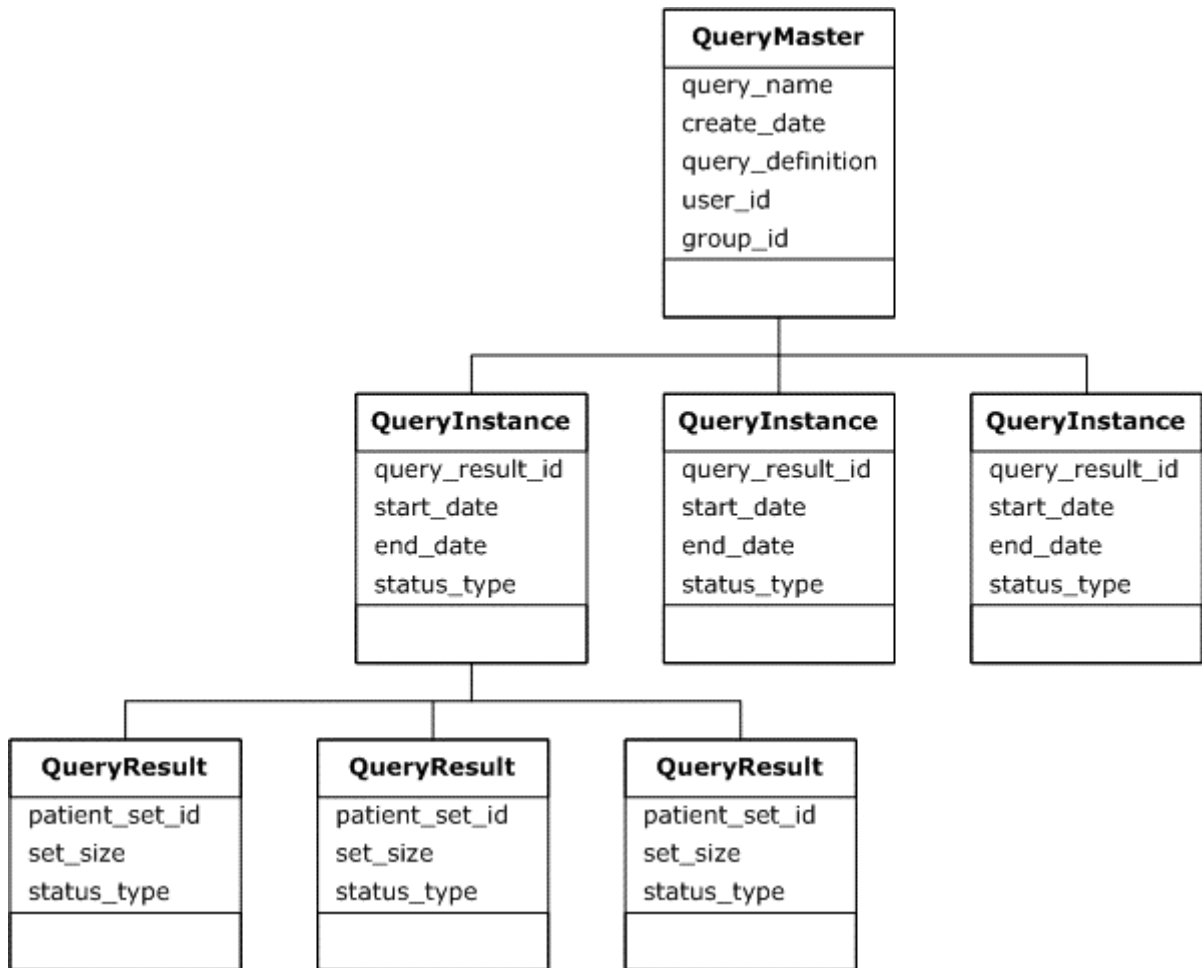 QueryMaster
query_name
create_date
query_definition
user_id
group_id
QueryInstance
query_result_id
start_date
end_date
status_type
QueryInstance
query_result_id
start_date
end_date
status_type
QueryInstance
query_result_id
start_date
end_date
status_type
QueryResult
patient_set_id
set_size
status_type
QueryResult
patient_set_id
set_size
status_type
QueryResult
patient_set_id
set_size
status_type